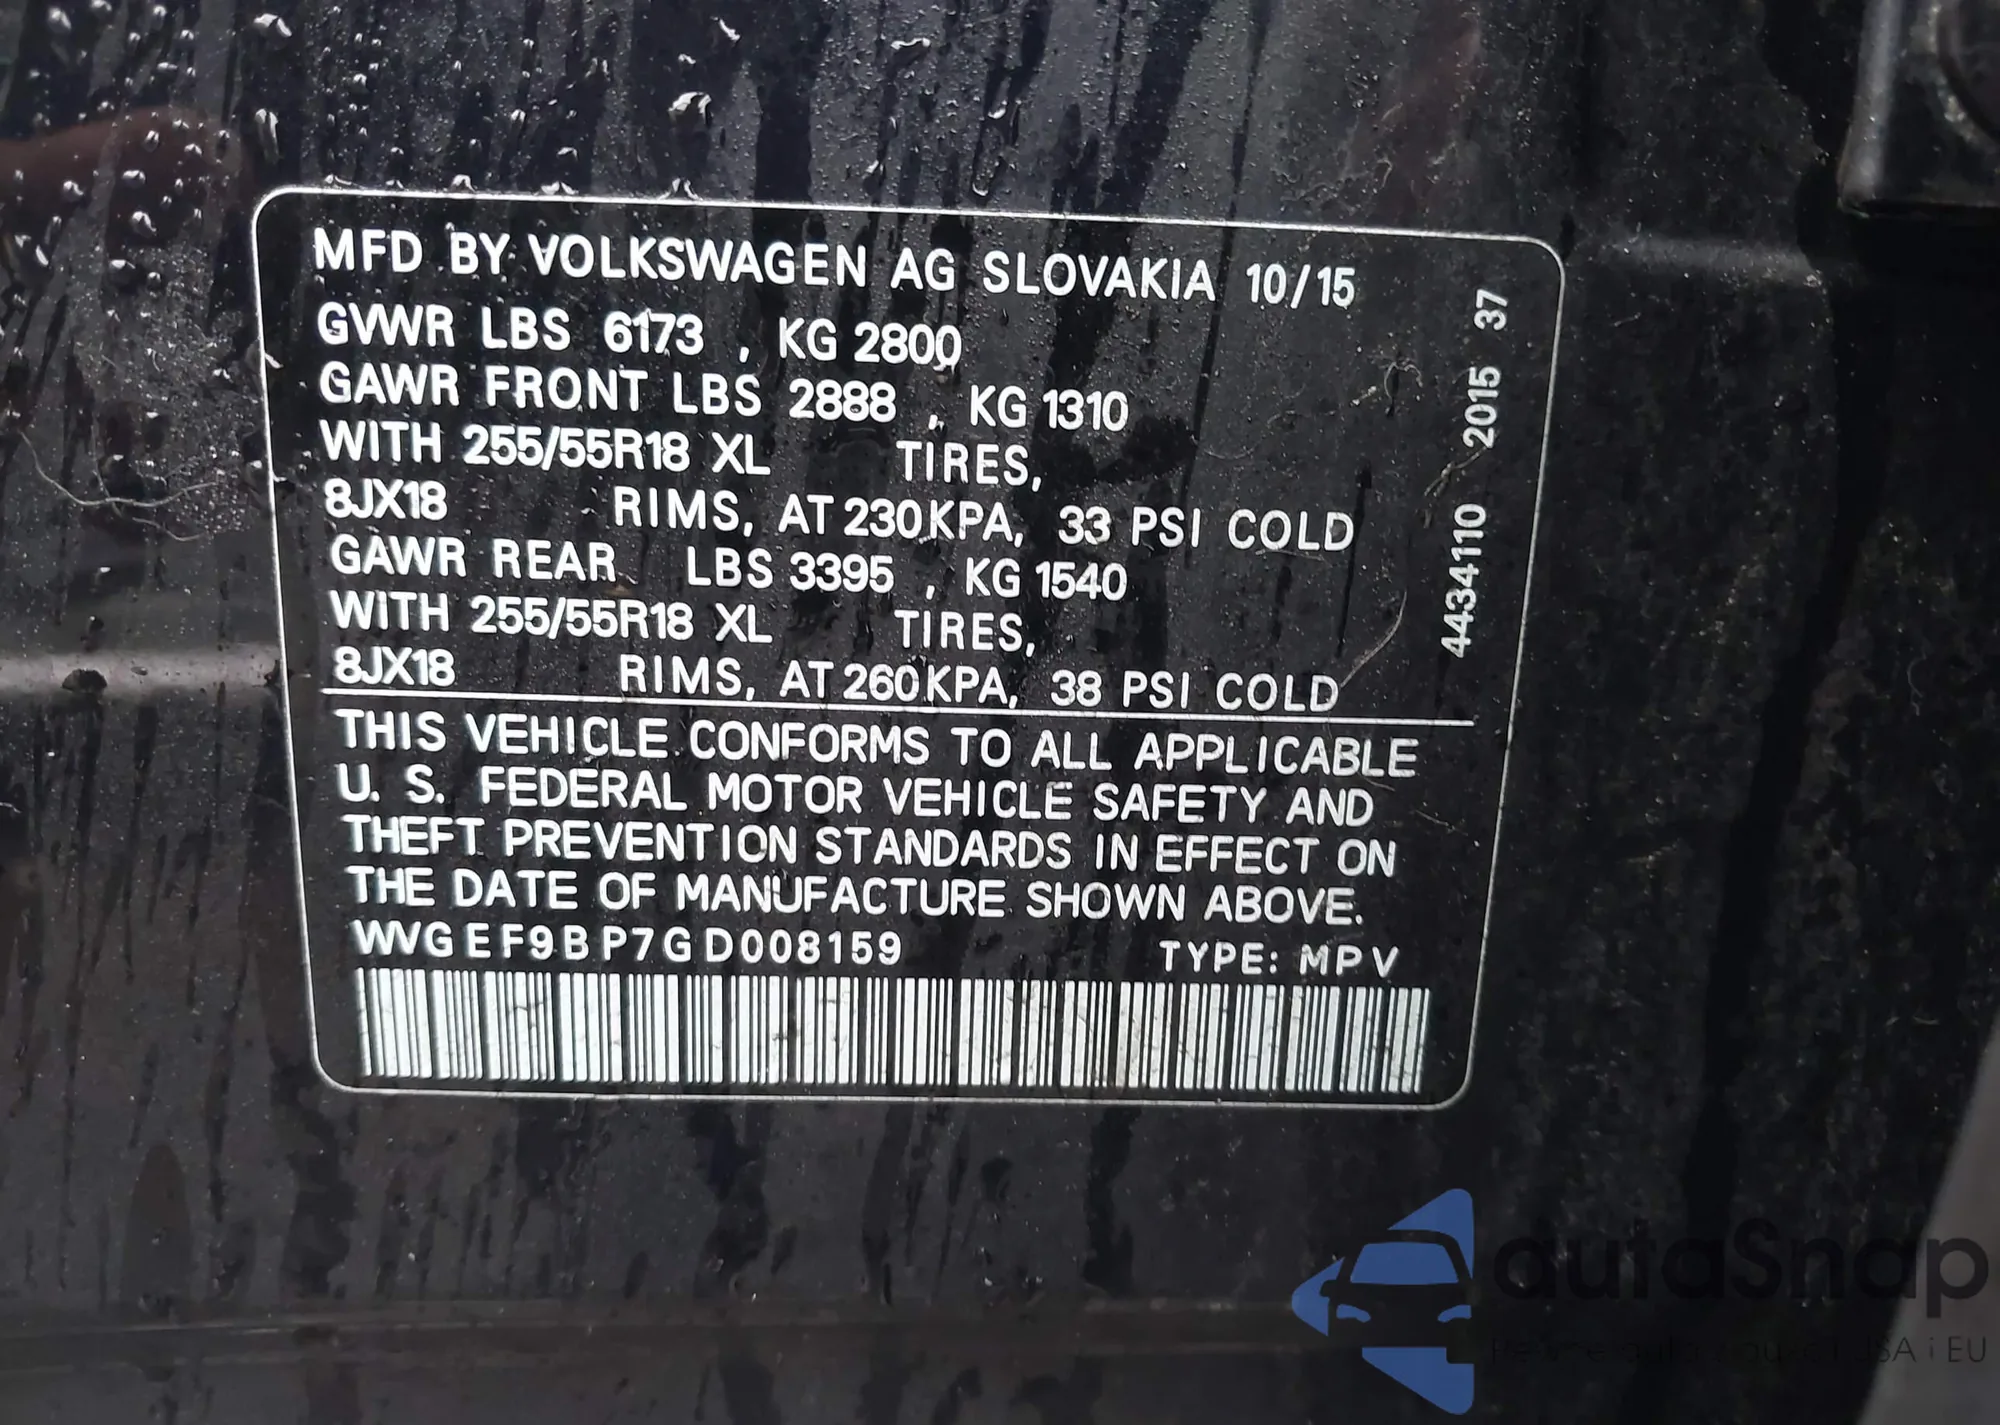 MFD BY VOLKSWAGEN AG SLOVAKIA 10/15
GVWR LBS 6173 , KG 2800
GAWR FRONT LBS 2888 , KG 1310
WITH 255/55R18 XL TIRES,
8JX18 RIMS, AT 230KPA, 33 PSI COLD
GAWR REAR LBS 3395 , KG 1540
WITH 255/55R18 XL TIRES,
8JX18 RIMS, AT 260KPA, 38 PSI COLD
THIS VEHICLE CONFORMS TO ALL APPLICABLE
U. S. FEDERAL MOTOR VEHICLE SAFETY AND
THEFT PREVENTION STANDARDS IN EFFECT ON
THE DATE OF MANUFACTURE SHOWN ABOVE.
WVGEF9BP7GD008159 TYPE: MPV
4434110 2015 37
autaSnap
USA i EU